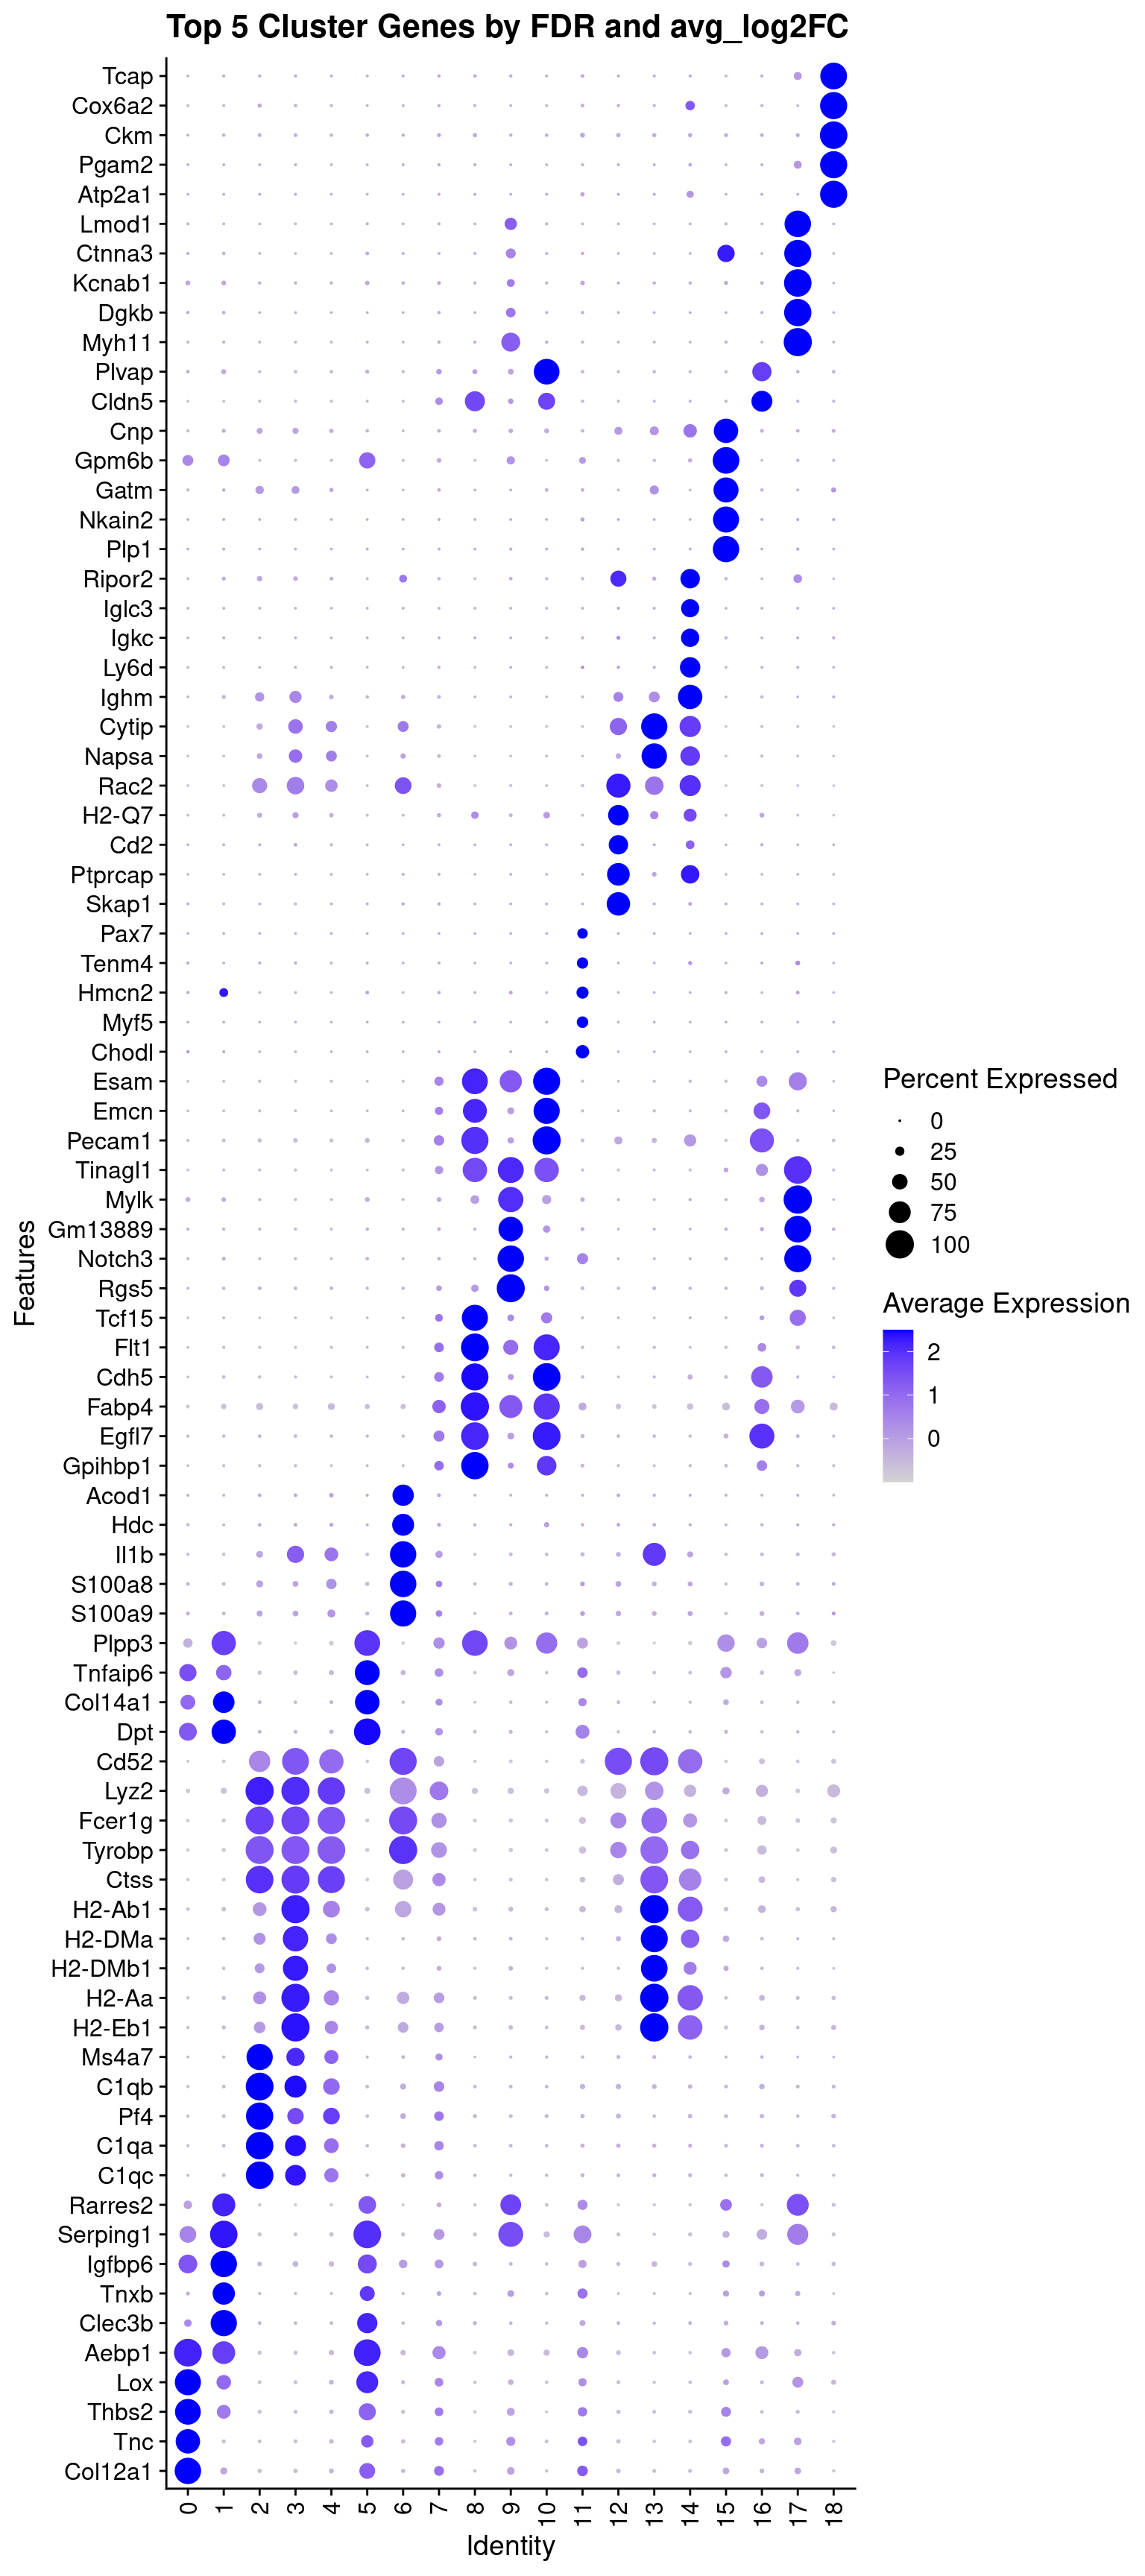 Top 5 Cluster Genes by FDR and avg_log2FC
Tcap
Cox6a2
Ckm
Pgam2
Atp2a1
Lmod1
Ctnna3
Kcnab1
Dgkb
Myh11
Plvap
Cldn5
Cnp
Gpm6b
Gatm
Nkain2
Plp1
Ripor2
Iglc3
Igkc
Ly6d
Ighm
Cytip
Napsa
Rac2
H2-Q7
Cd2
Ptprcap
Skap1
Pax7
Tenm4
Hmcn2
Myf5
Chodl
Esam
Emcn
Pecam1
Tinagl1
Mylk
Gm13889
Notch3
Rgs5
Tcf15
Flt1
Cdh5
Fabp4
Egfl7
Gpihbp1
Acod1
Hdc
Il1b
S100a8
S100a9
Plpp3
Tnfaip6
Col14a1
Dpt
Cd52
Lyz2
Fcer1g
Tyrobp
Ctss
H2-Ab1
H2-DMa
H2-DMb1
H2-Aa
H2-Eb1
Ms4a7
C1qb
Pf4
C1qa
C1qc
Rarres2
Serping1
Igfbp6
Tnxb
Clec3b
Aebp1
Lox
Thbs2
Tnc
Col12a1
Features
0 1 2 3 4 5 6 7 8 9 10 11 12 13 14 15 16 17 18
Identity
Percent Expressed
0
25
50
75
100
Average Expression
2
1
0